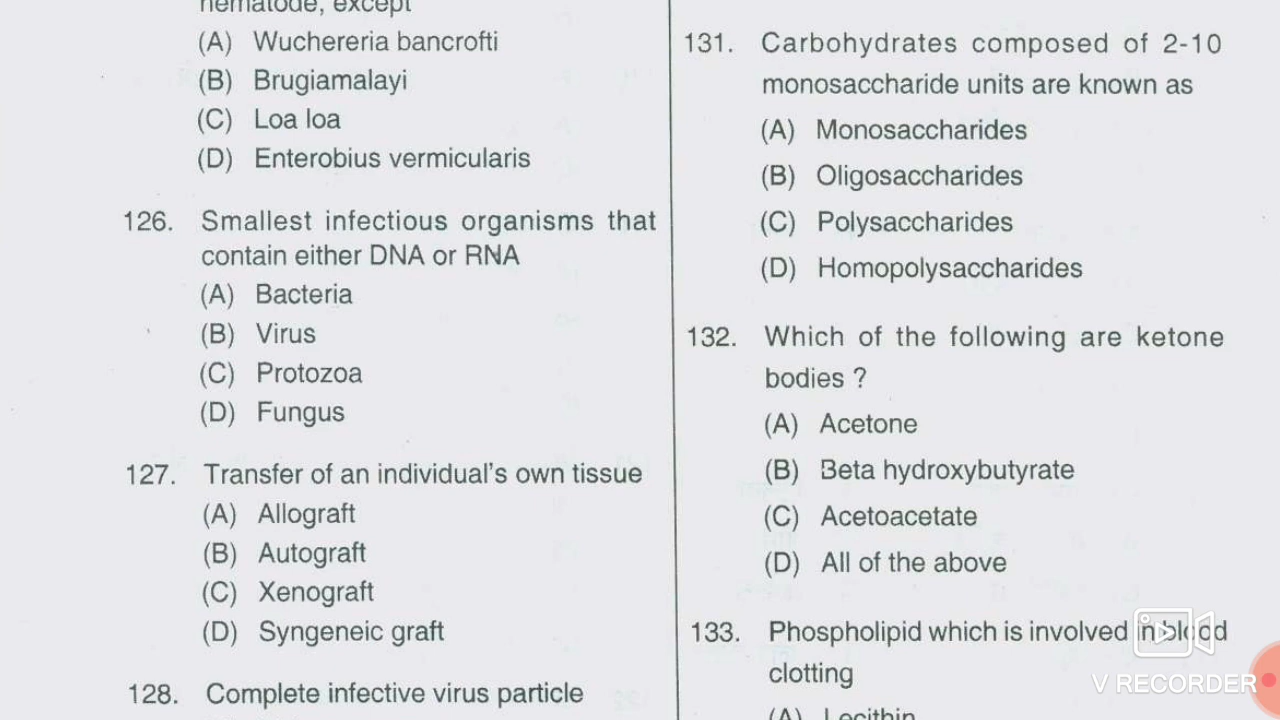 nematode, except
(A) Wuchereria bancrofti
(B) Brugiamalayi
(C) Loa loa
(D) Enterobius vermicularis
126. Smallest infectious organisms that
contain either DNA or RNA
(A) Bacteria
(B) Virus
(C) Protozoa
(D) Fungus
127. Transfer of an individual's own tissue
(A) Allograft
(B) Autograft
(C) Xenograft
(D) Syngeneic graft
128. Complete infective virus particle
131. Carbohydrates composed of 2-10
monosaccharide units are known as
(A) Monosaccharides
(B) Oligosaccharides
(C) Polysaccharides
(D) Homopolysaccharides
132. Which of the following are ketone
bodies ?
(A) Acetone
(B) Beta hydroxybutyrate
(C) Acetoacetate
(D) All of the above
133. Phospholipid which is involved in blood
clotting
(A) Lecithin
V RECORDER